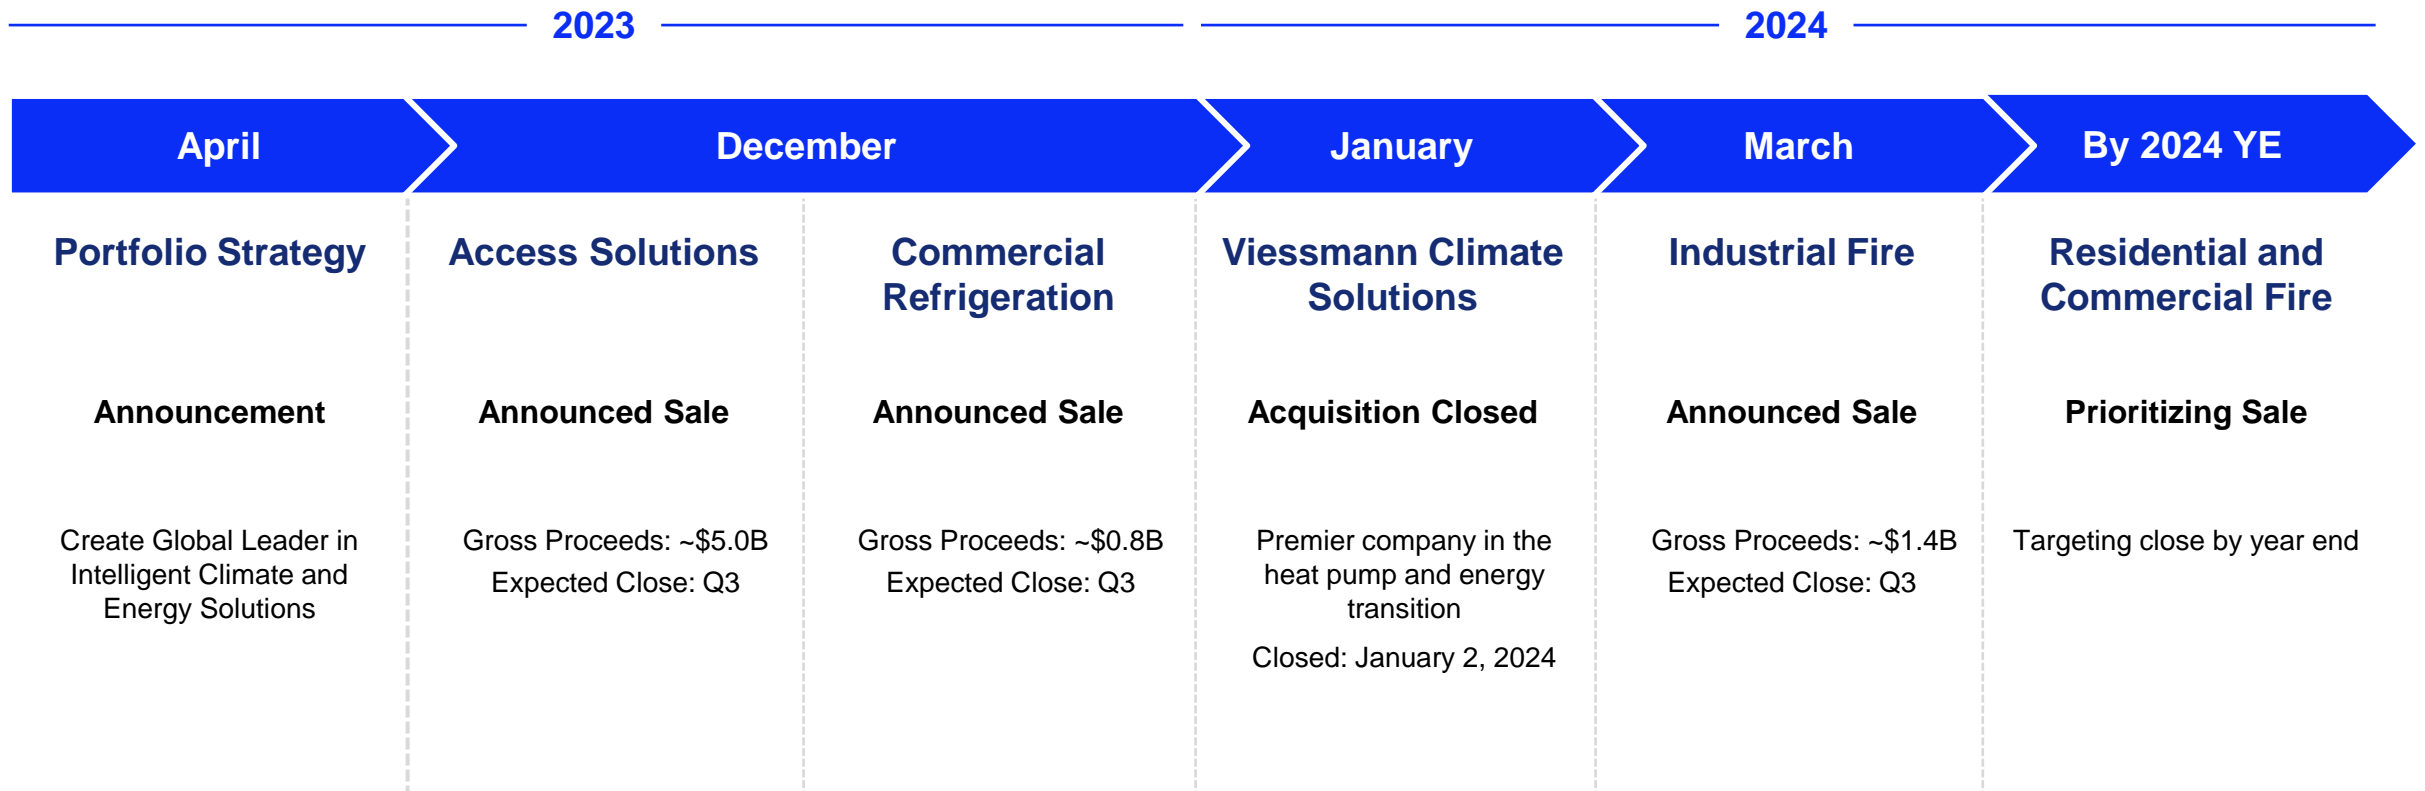 2023
2024
April
December
January
March
By 2024 YE
Portfolio Strategy
Announcement
Create Global Leader in
Intelligent Climate and
Energy Solutions
Access Solutions
Announced Sale
Gross Proceeds: ~$5.0B
Expected Close: Q3
Commercial
Refrigeration
Announced Sale
Gross Proceeds: ~$0.8B
Expected Close: Q3
Viessmann Climate
Solutions
Acquisition Closed
Premier company in the
heat pump and energy
transition
Closed: January 2, 2024
Industrial Fire
Announced Sale
Gross Proceeds: ~$1.4B
Expected Close: Q3
Residential and
Commercial Fire
Prioritizing Sale
Targeting close by year end